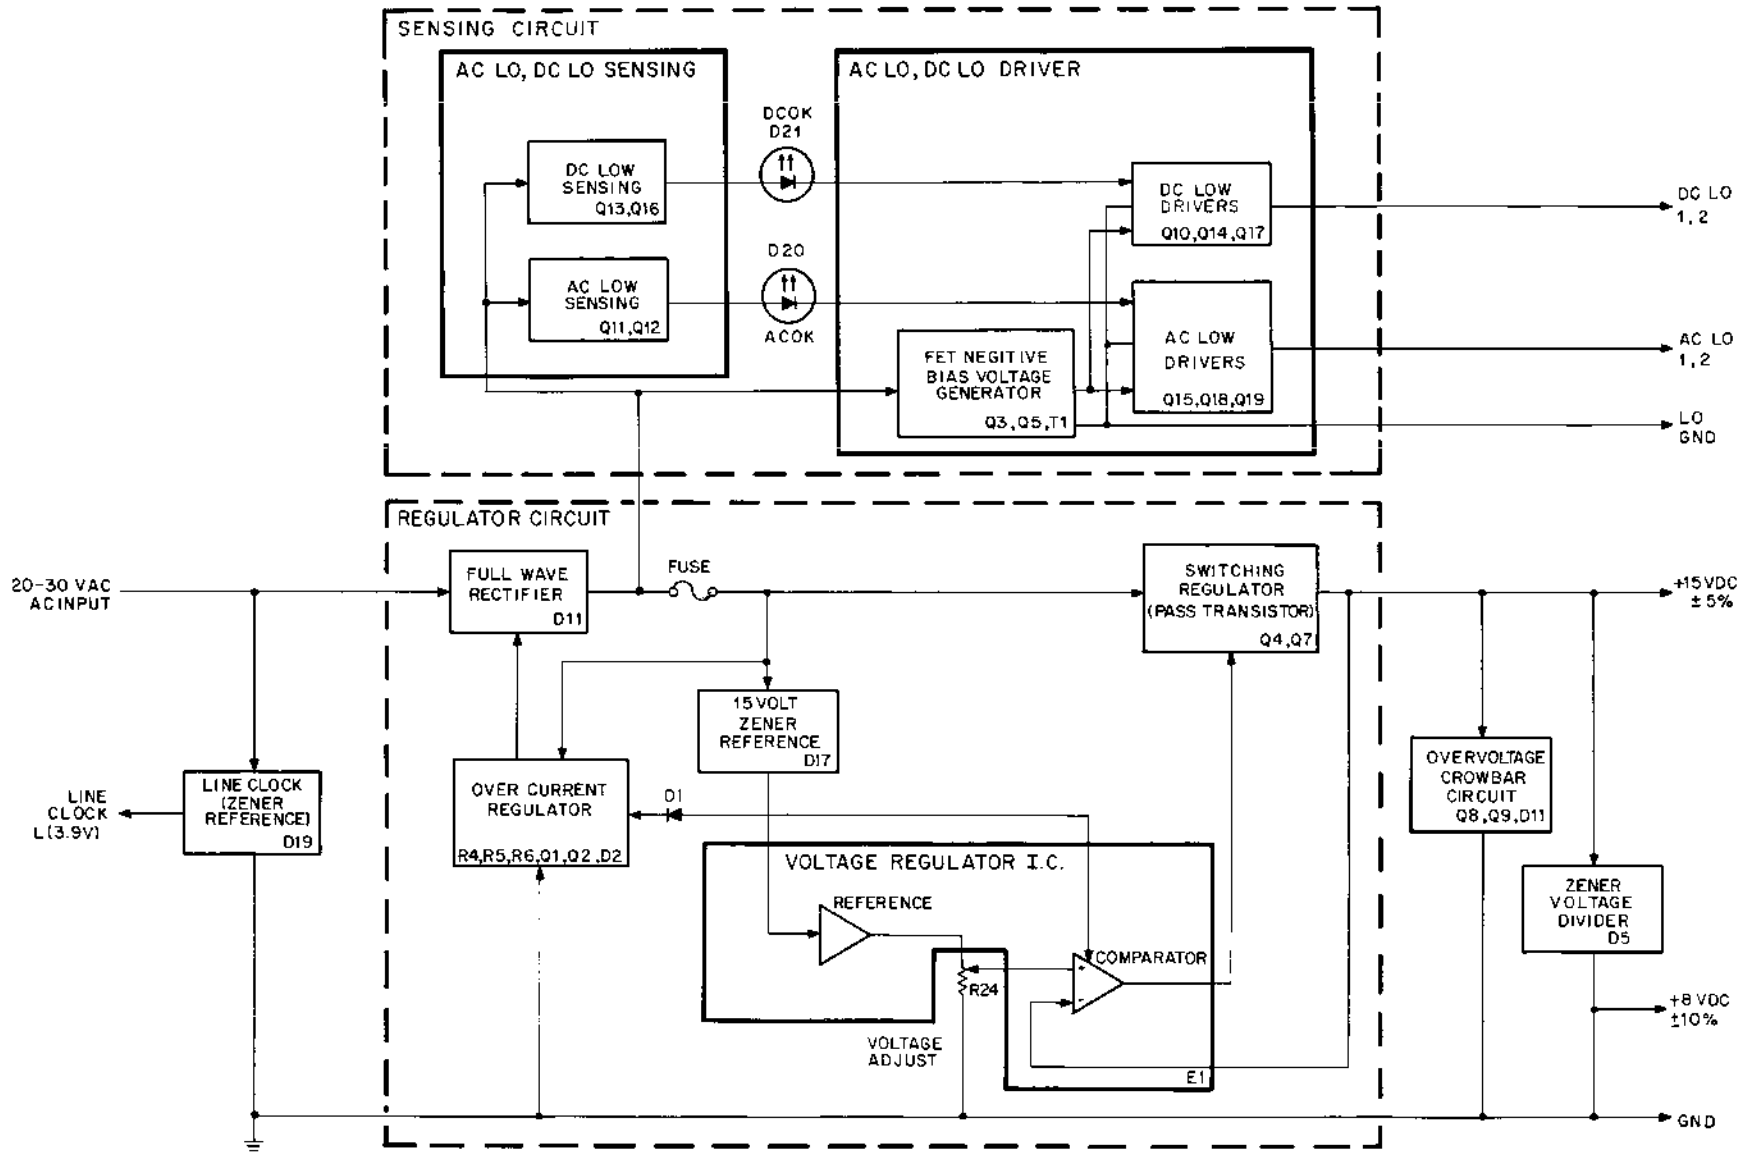 SENSING CIRCUIT
AC LO, DC LO SENSING
AC LO, DC LO DRIVER
DCOK
D21
DC LOW
SENSING
Q13,Q16
DC LOW
DRIVERS
Q10,Q14,Q17
DC LO
1,2
D20
ACOK
AC LOW
SENSING
Q11,Q12
FET NEGITIVE
BIAS VOLTAGE
GENERATOR
Q3,Q5,T1
AC LOW
DRIVERS
Q15,Q18,Q19
AC LO
1,2
LO
GND
REGULATOR CIRCUIT
20-30 VAC
AC INPUT
FULL WAVE
RECTIFIER
D11
FUSE
SWITCHING
REGULATOR
(PASS TRANSISTOR)
Q4,Q7
+15VDC
±5%
15 VOLT
ZENER
REFERENCE
D17
LINE
CLOCK
L(3.9V)
LINE CLOCK
(ZENER
REFERENCE)
D19
OVER CURRENT
REGULATOR
R4,R5,R6,Q1,Q2,D2
D1
OVERVOLTAGE
CROWBAR
CIRCUIT
Q8,Q9,D11
VOLTAGE REGULATOR I.C.
REFERENCE
COMPARATOR
+
-
R24
VOLTAGE
ADJUST
E1
ZENER
VOLTAGE
DIVIDER
D5
+8 VDC
±10%
GND